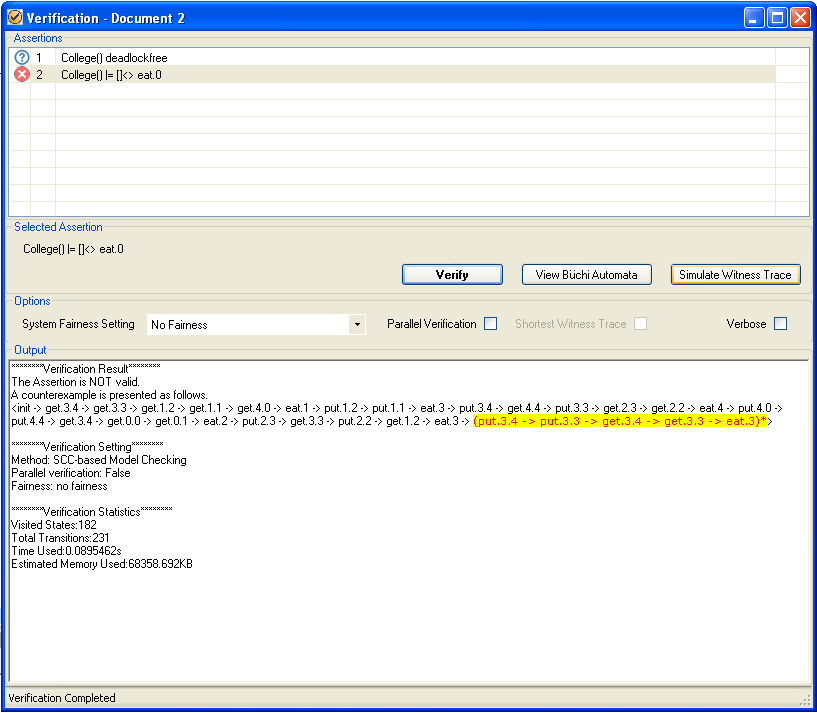 Verification - Document 2
Assertions
1 College() deadlockfree
2 College() |= []<> eat.0
Selected Assertion
College() |= []<> eat.0
Verify View Büchi Automata Simulate Witness Trace
Options
System Fairness Setting No Fairness Parallel Verification Shortest Witness Trace Verbose
Output
********Verification Result********
The Assertion is NOT valid.
A counterexample is presented as follows.
<init -> get.3.4 -> get.3.3 -> get.1.2 -> get.1.1 -> get.4.0 -> eat.1 -> put.1.2 -> put.1.1 -> eat.3 -> put.3.4 -> get.4.4 -> put.3.3 -> get.2.3 -> get.2.2 -> eat.4 -> put.4.0 ->
put.4.4 -> get.3.4 -> get.0.0 -> get.0.1 -> eat.2 -> put.2.3 -> get.3.3 -> put.2.2 -> get.1.2 -> eat.3 -> (put.3.4 -> put.3.3 -> get.3.4 -> get.3.3 -> eat.3)*>
********Verification Setting********
Method: SCC-based Model Checking
Parallel verification: False
Fairness: no fairness
********Verification Statistics********
Visited States:182
Total Transitions:231
Time Used:0.0895462s
Estimated Memory Used:68358.692KB
Verification Completed